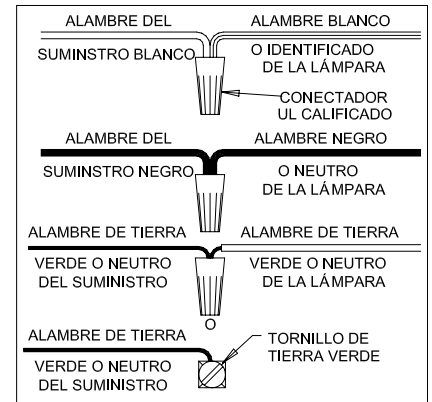 ALAMBRE DEL ALAMBRE BLANCO
SUMINSTRO BLANCO O IDENTIFICADO
DE LA LÁMPARA
CONECTADOR
UL CALIFICADO
ALAMBRE DEL ALAMBRE NEGRO
SUMINSTRO NEGRO O NEUTRO
DE LA LÁMPARA
ALAMBRE DE TIERRA ALAMBRE DE TIERRA
VERDE O NEUTRO VERDE O NEUTRO
DEL SUMINISTRO DE LA LÁMPARA
O
ALAMBRE DE TIERRA TORNILLO DE
TIERRA VERDE
VERDE O NEUTRO
DEL SUMINISTRO